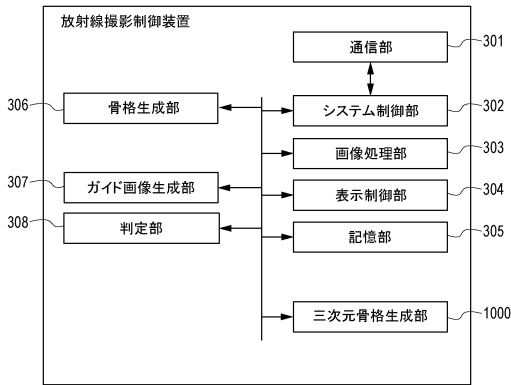 放射線撮影制御装置
通信部
301
システム制御部
302
画像処理部
303
表示制御部
304
記憶部
305
306
骨格生成部
307
ガイド画像生成部
308
判定部
三次元骨格生成部
1000